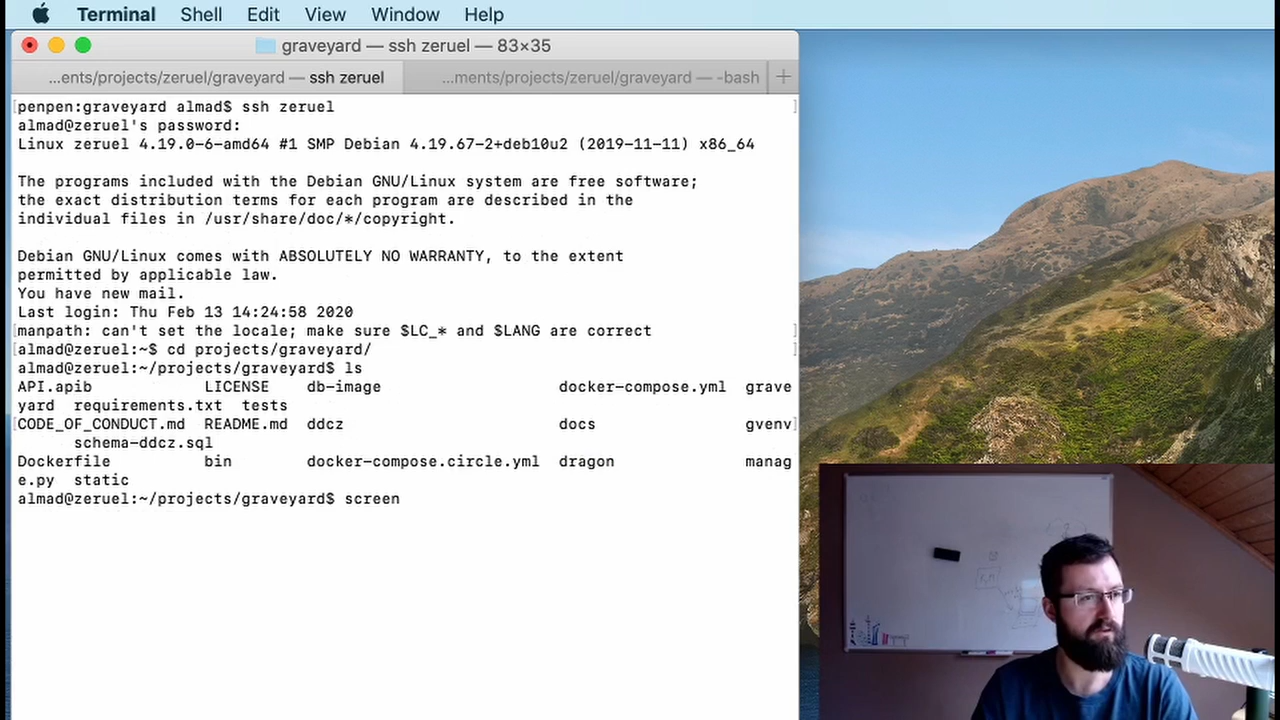 Terminal Shell Edit View Window Help
graveyard — ssh zeruel — 83×35
...ents/projects/zeruel/graveyard — ssh zeruel ...ments/projects/zeruel/graveyard — -bash +
[penpen:graveyard almad$ ssh zeruel ]
almad@zeruel's password:
Linux zeruel 4.19.0-6-amd64 #1 SMP Debian 4.19.67-2+deb10u2 (2019-11-11) x86_64
The programs included with the Debian GNU/Linux system are free software;
the exact distribution terms for each program are described in the
individual files in /usr/share/doc/*/copyright.
Debian GNU/Linux comes with ABSOLUTELY NO WARRANTY, to the extent
permitted by applicable law.
You have new mail.
Last login: Thu Feb 13 14:24:58 2020
[manpath: can't set the locale; make sure $LC_* and $LANG are correct ]
[almad@zeruel:~$ cd projects/graveyard/ ]
almad@zeruel:~/projects/graveyard$ ls
API.apib LICENSE db-image docker-compose.yml grave
yard requirements.txt tests
[CODE_OF_CONDUCT.md README.md ddcz docs gvenv]
schema-ddcz.sql
Dockerfile bin docker-compose.circle.yml dragon manag
e.py static
almad@zeruel:~/projects/graveyard$ screen